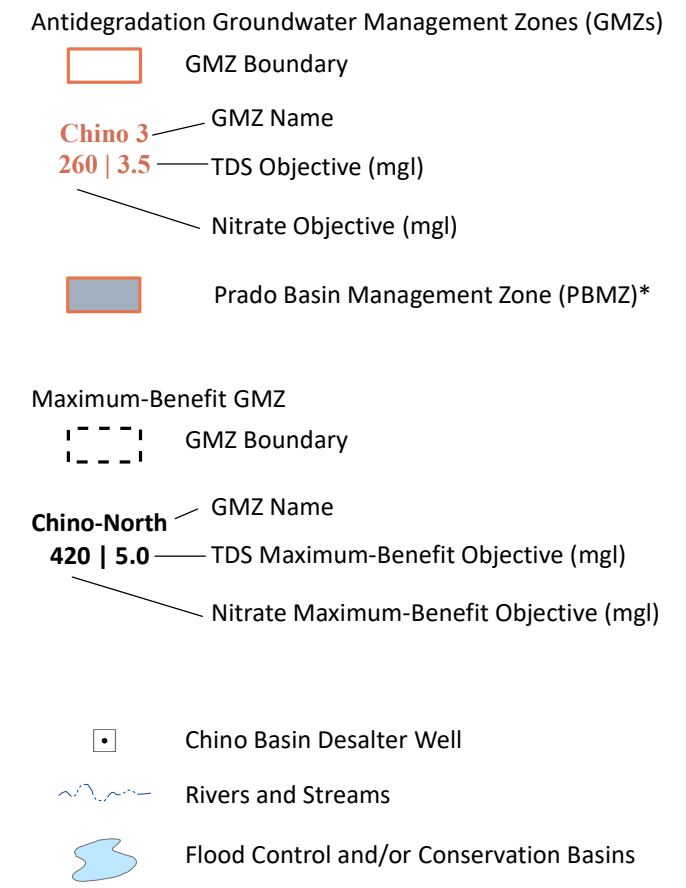 Antidegradation Groundwater Management Zones (GMZs)
GMZ Boundary
Chino 3
GMZ Name
260 | 3.5
TDS Objective (mgl)
Nitrate Objective (mgl)
Prado Basin Management Zone (PBMZ)*
Maximum-Benefit GMZ
GMZ Boundary
GMZ Name
Chino-North
420 | 5.0
TDS Maximum-Benefit Objective (mgl)
Nitrate Maximum-Benefit Objective (mgl)
Chino Basin Desalter Well
Rivers and Streams
Flood Control and/or Conservation Basins